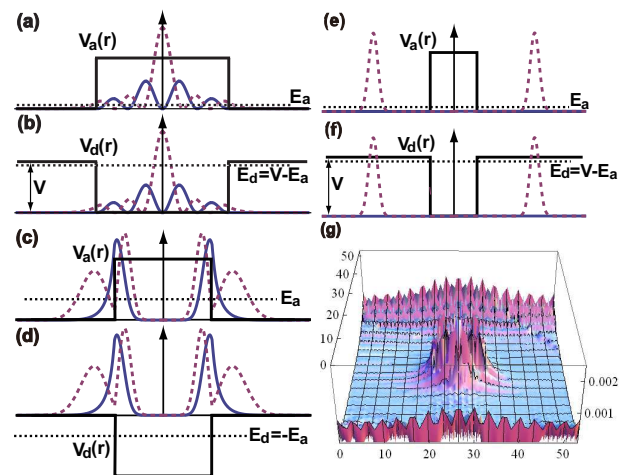 (a)
Va(r)
Ea
(b)
Vd(r)
V
Ed=V-Ea
(c)
Va(r)
Ea
(d)
Vd(r)
Ed=-Ea
(e)
Va(r)
Ea
(f)
Vd(r)
V
Ed=V-Ea
(g)
50
40
30
20
10
0
0.002
0.001
0 10 20 30 40 50